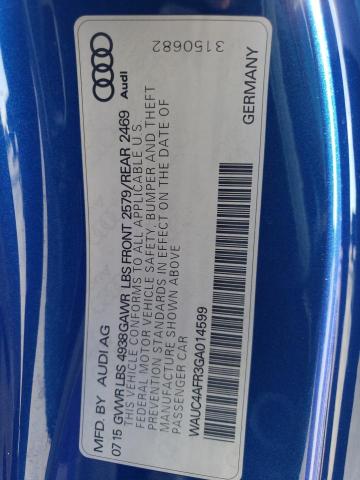 MFD. BY AUDI AG
0715 GVWR LBS 4938 GAWR LBS FRONT 2579/REAR 2469
THIS VEHICLE CONFORMS TO ALL APPLICABLE U S
FEDERAL MOTOR VEHICLE SAFETY, BUMPER AND THEFT
PREVENTION STANDARDS IN EFFECT ON THE DATE OF
MANUFACTURE SHOWN ABOVE
PASSENGER CAR
WAUC4AFR3GA014599
Audi
3150682
GERMANY